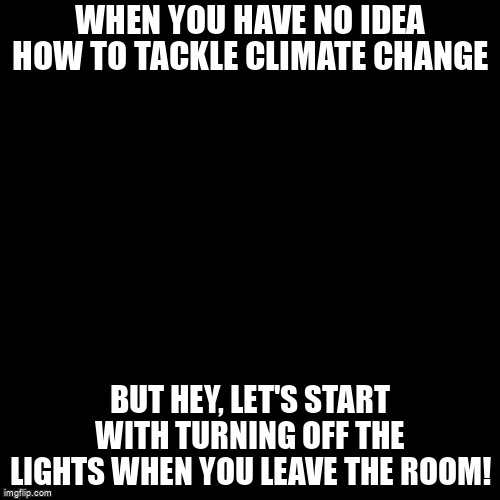 WHEN YOU HAVE NO IDEA
HOW TO TACKLE CLIMATE CHANGE
BUT HEY, LET'S START
WITH TURNING OFF THE
LIGHTS WHEN YOU LEAVE THE ROOM!
imgflip.com